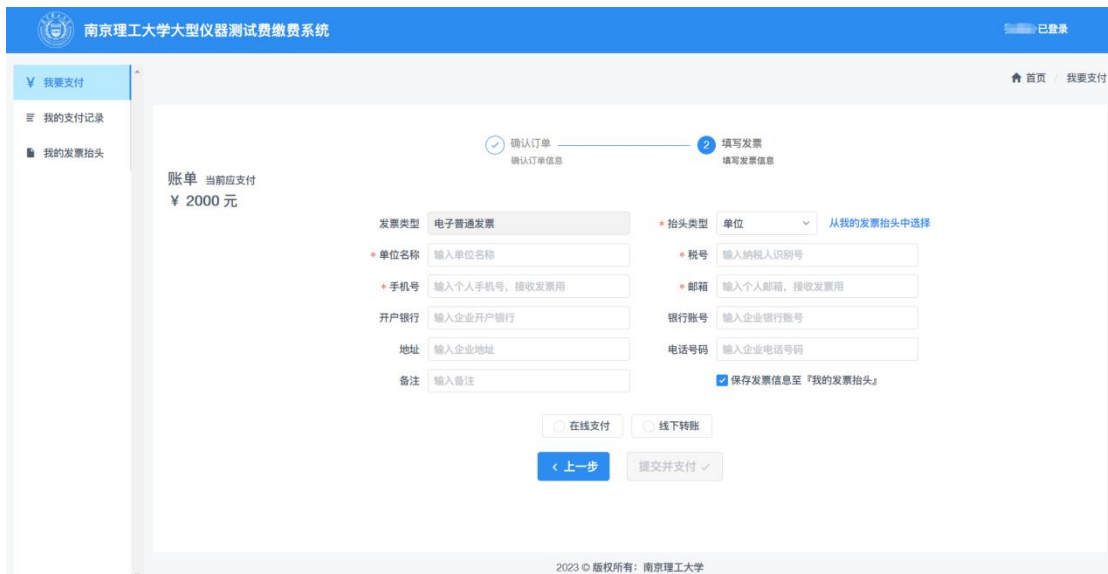 南京理工大学大型仪器测试费缴费系统
已登录
¥ 我要支付
我的支付记录
我的发票抬头
首页 / 我要支付
确认订单
确认订单信息
2 填写发票
填写发票信息
账单 当前应支付
¥ 2000 元
发票类型 电子普通发票 * 抬头类型 单位 从我的发票抬头中选择
* 单位名称 输入单位名称 * 税号 输入纳税人识别号
* 手机号 输入个人手机号，接收发票用 * 邮箱 输入个人邮箱，接收发票用
开户银行 输入企业开户银行 银行账号 输入企业银行账号
地址 输入企业地址 电话号码 输入企业电话号码
备注 输入备注 保存发票信息至『我的发票抬头』
在线支付 线下转账
< 上一步 提交并支付 ✓
2023 © 版权所有：南京理工大学